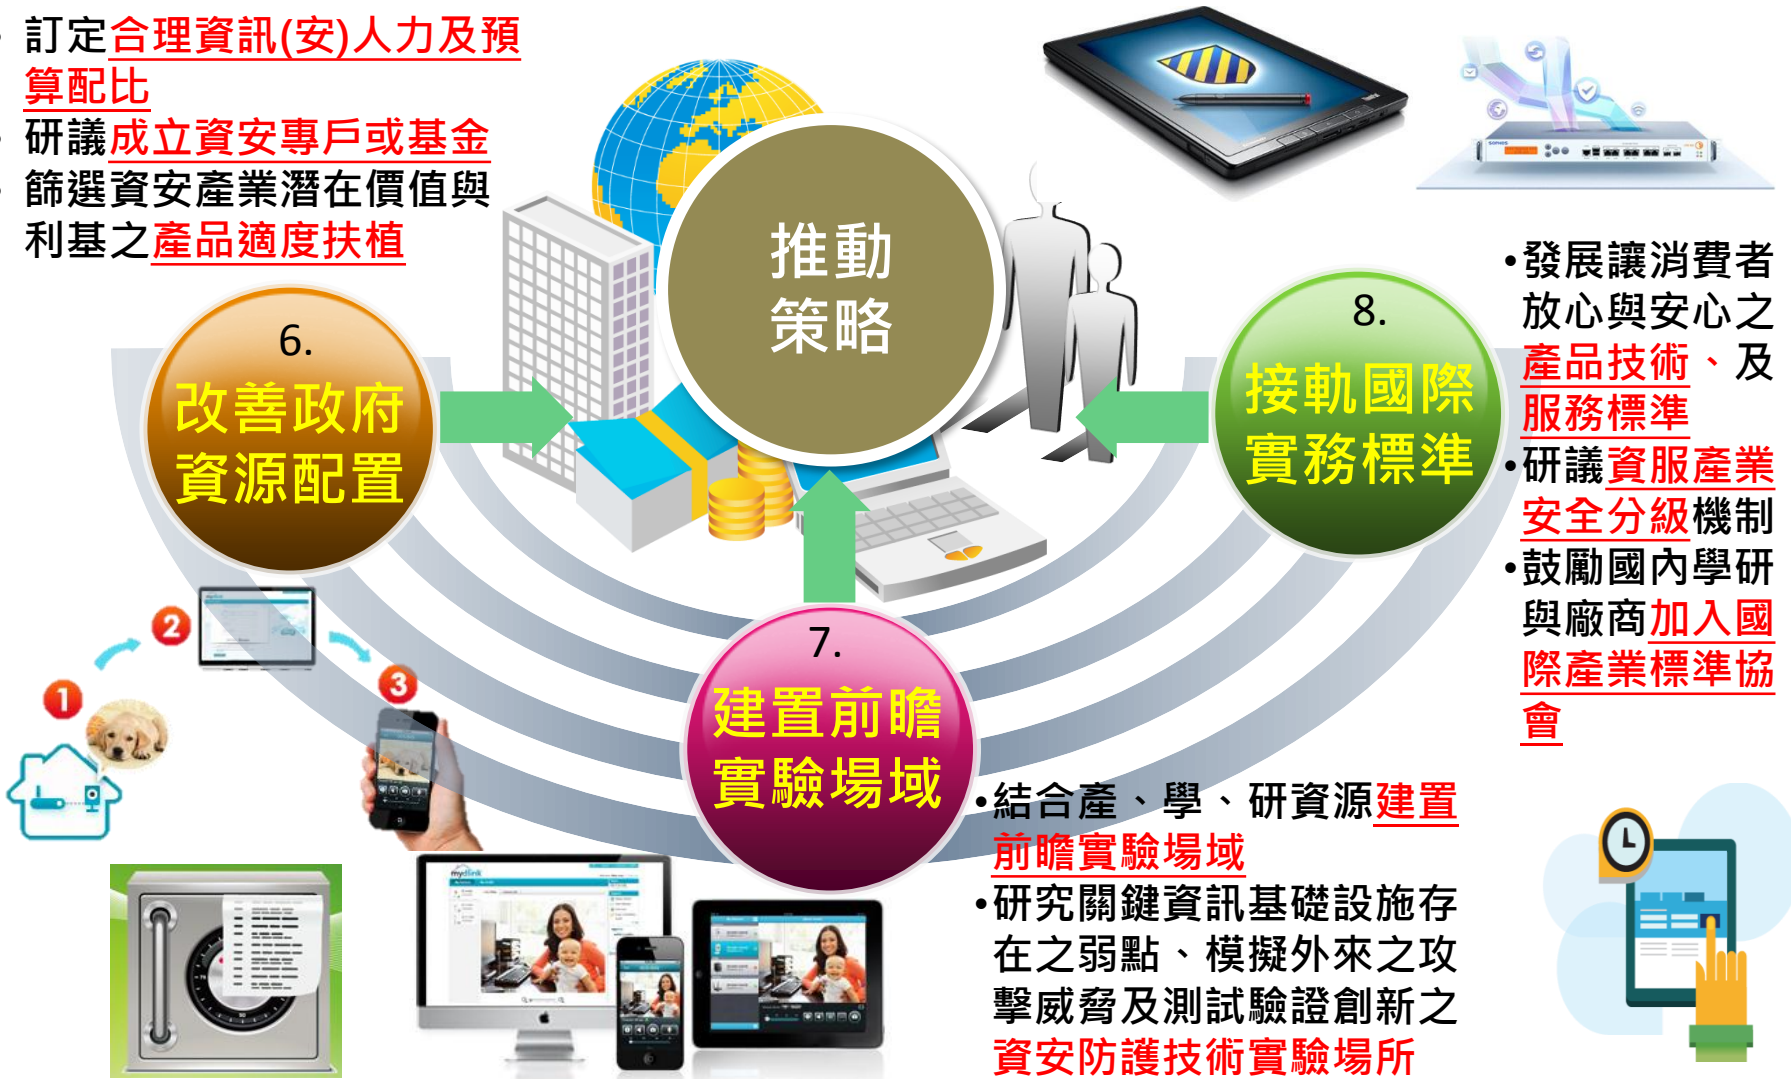 • 訂定合理資訊(安)人力及預
算配比
• 研議成立資安專戶或基金
• 篩選資安產業潛在價值與
利基之產品適度扶植
推動
策略
6.
改善政府
資源配置
8.
接軌國際
實務標準
•發展讓消費者
放心與安心之
產品技術、及
服務標準
•研議資服產業
安全分級機制
•鼓勵國內學研
與廠商加入國
際產業標準協
會
7.
建置前瞻
實驗場域
•結合產、學、研資源建置
前瞻實驗場域
•研究關鍵資訊基礎設施存
在之弱點、模擬外來之攻
擊威脅及測試驗證創新之
資安防護技術實驗場所
1
2
3
SOPHOS
mydlink